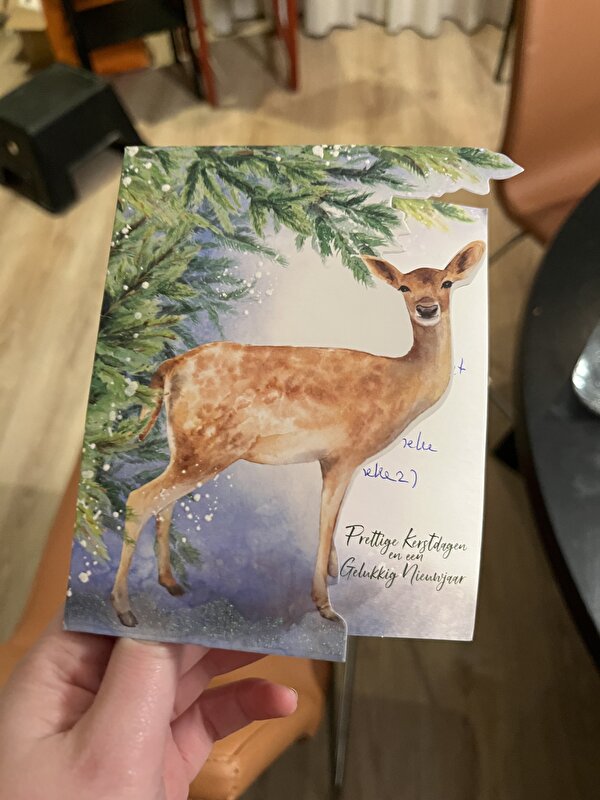 Prettige Kerstdagen
en een
Gelukkig Nieuwjaar